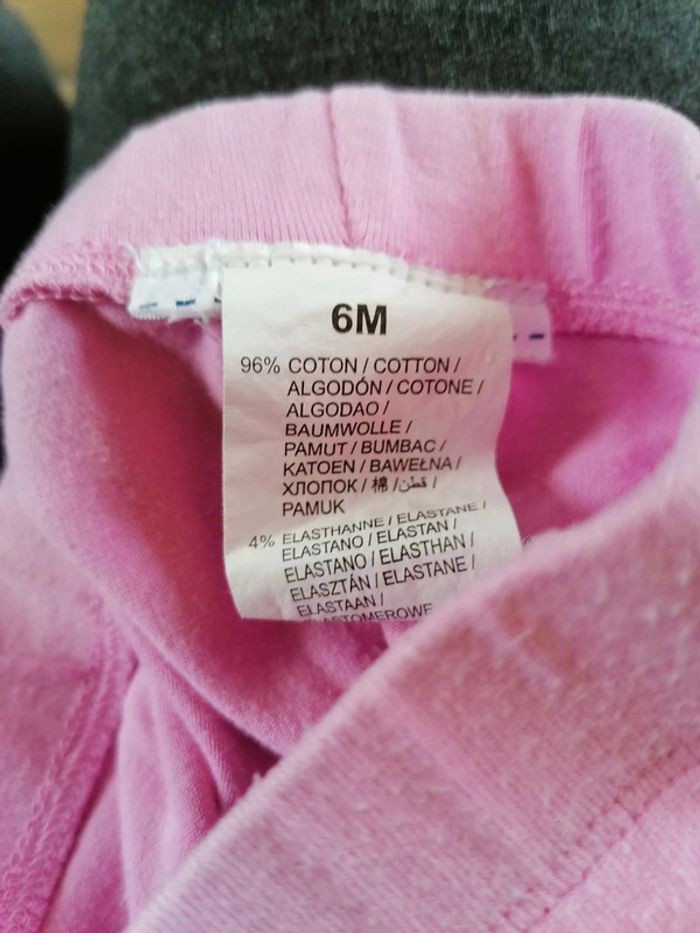 6M
96% COTON / COTTON /
ALGODÓN / COTONE /
ALGODAO /
BAUMWOLLE /
PAMUT / BUMBAC /
KATOEN / BAWEŁNA /
ХЛОПОК / 棉 / قطن /
PAMUK
4% ELASTHANNE / ELASTANE /
ELASTANO / ELASTAN /
ELASTANO / ELASTHAN /
ELASZTÁN / ELASTANE /
ELASTAAN /
ELASTOMEROWE